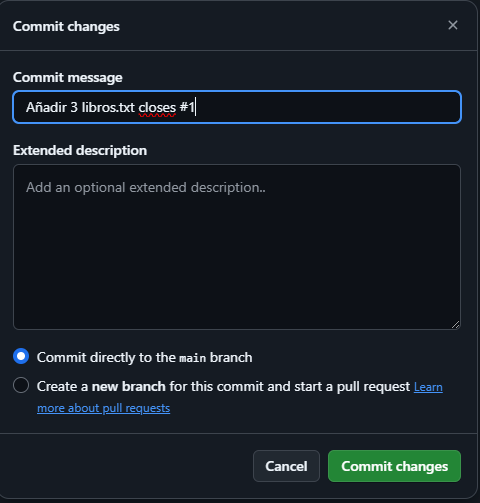 Commit changes
Commit message
Añadir 3 libros.txt closes #1
Extended description
Add an optional extended description..
Commit directly to the main branch
Create a new branch for this commit and start a pull request Learn
more about pull requests
Cancel
Commit changes